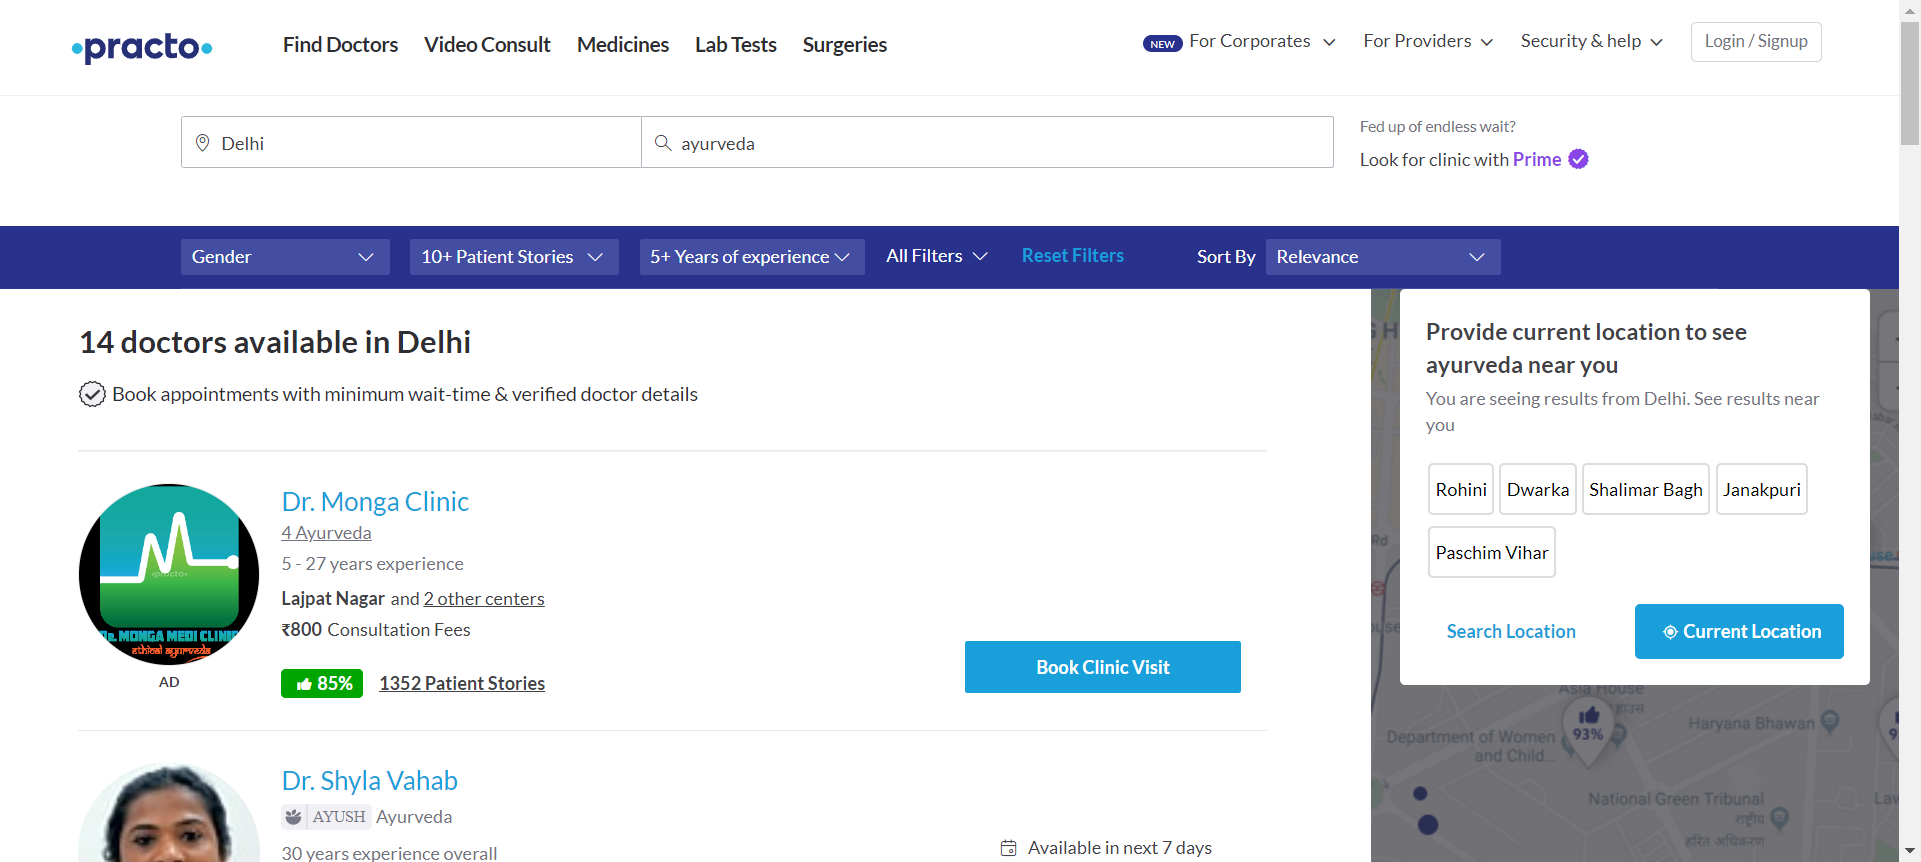 practo
Find Doctors
Video Consult
Medicines
Lab Tests
Surgeries
NEW
For Corporates
For Providers
Security & help
Login / Signup
Delhi
ayurveda
Fed up of endless wait?
Look for clinic with Prime
Gender
10+ Patient Stories
5+ Years of experience
All Filters
Reset Filters
Sort By
Relevance
14 doctors available in Delhi
Book appointments with minimum wait-time & verified doctor details
Dr. Monga Clinic
4 Ayurveda
5 - 27 years experience
Lajpat Nagar and 2 other centers
₹800 Consultation Fees
85%
1352 Patient Stories
Book Clinic Visit
•practo•
DR. MONGA MEDI CLINIC
ethical ayurveda
AD
Dr. Shyla Vahab
AYUSH
Ayurveda
30 years experience overall
Available in next 7 days
Provide current location to see
ayurveda near you
You are seeing results from Delhi. See results near
you
Rohini
Dwarka
Shalimar Bagh
Janakpuri
Paschim Vihar
Search Location
Current Location
Rd
Asia House
हाउस
93%
Haryana Bhawan
Department of Women
and Child...
National Green Tribunal
राष्ट्रीय
हरित अधिकरण